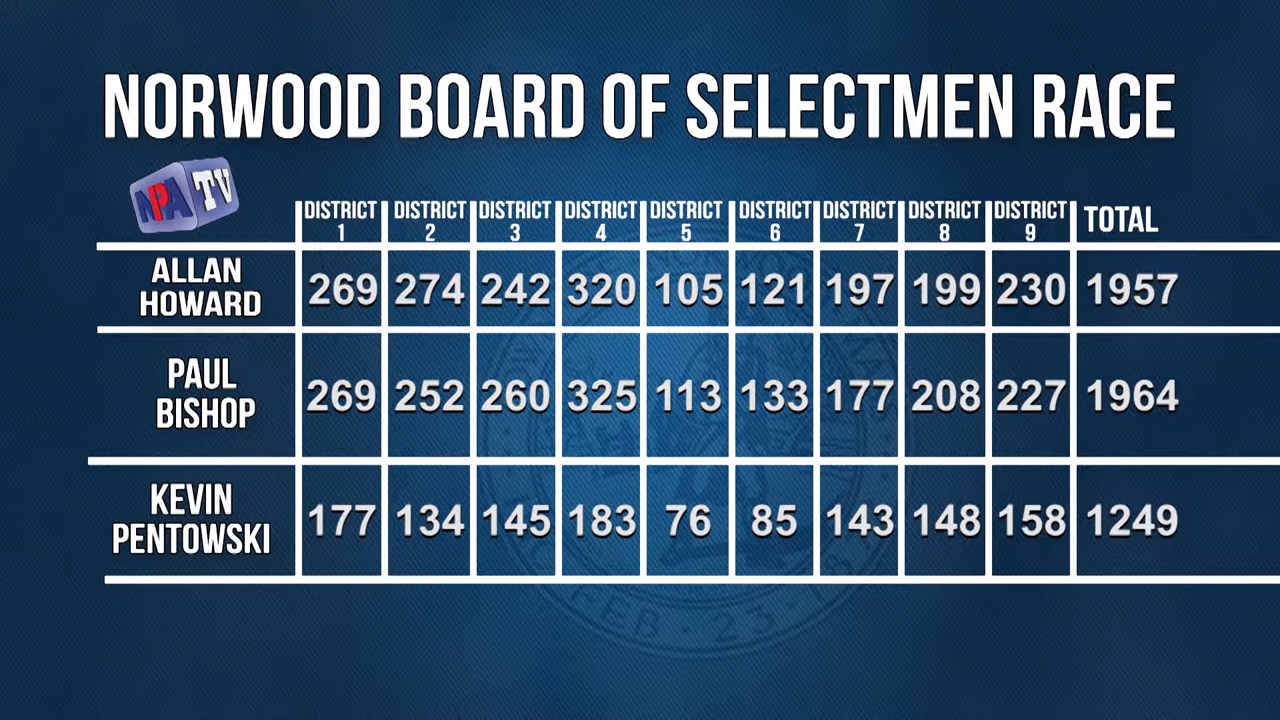 NORWOOD BOARD OF SELECTMEN RACE
NPA TV
DISTRICT 1 DISTRICT 2 DISTRICT 3 DISTRICT 4 DISTRICT 5 DISTRICT 6 DISTRICT 7 DISTRICT 8 DISTRICT 9 TOTAL
ALLAN HOWARD 269 274 242 320 105 121 197 199 230 1957
PAUL BISHOP 269 252 260 325 113 133 177 208 227 1964
KEVIN PENTOWSKI 177 134 145 183 76 85 143 148 158 1249
FEB · 23 ·